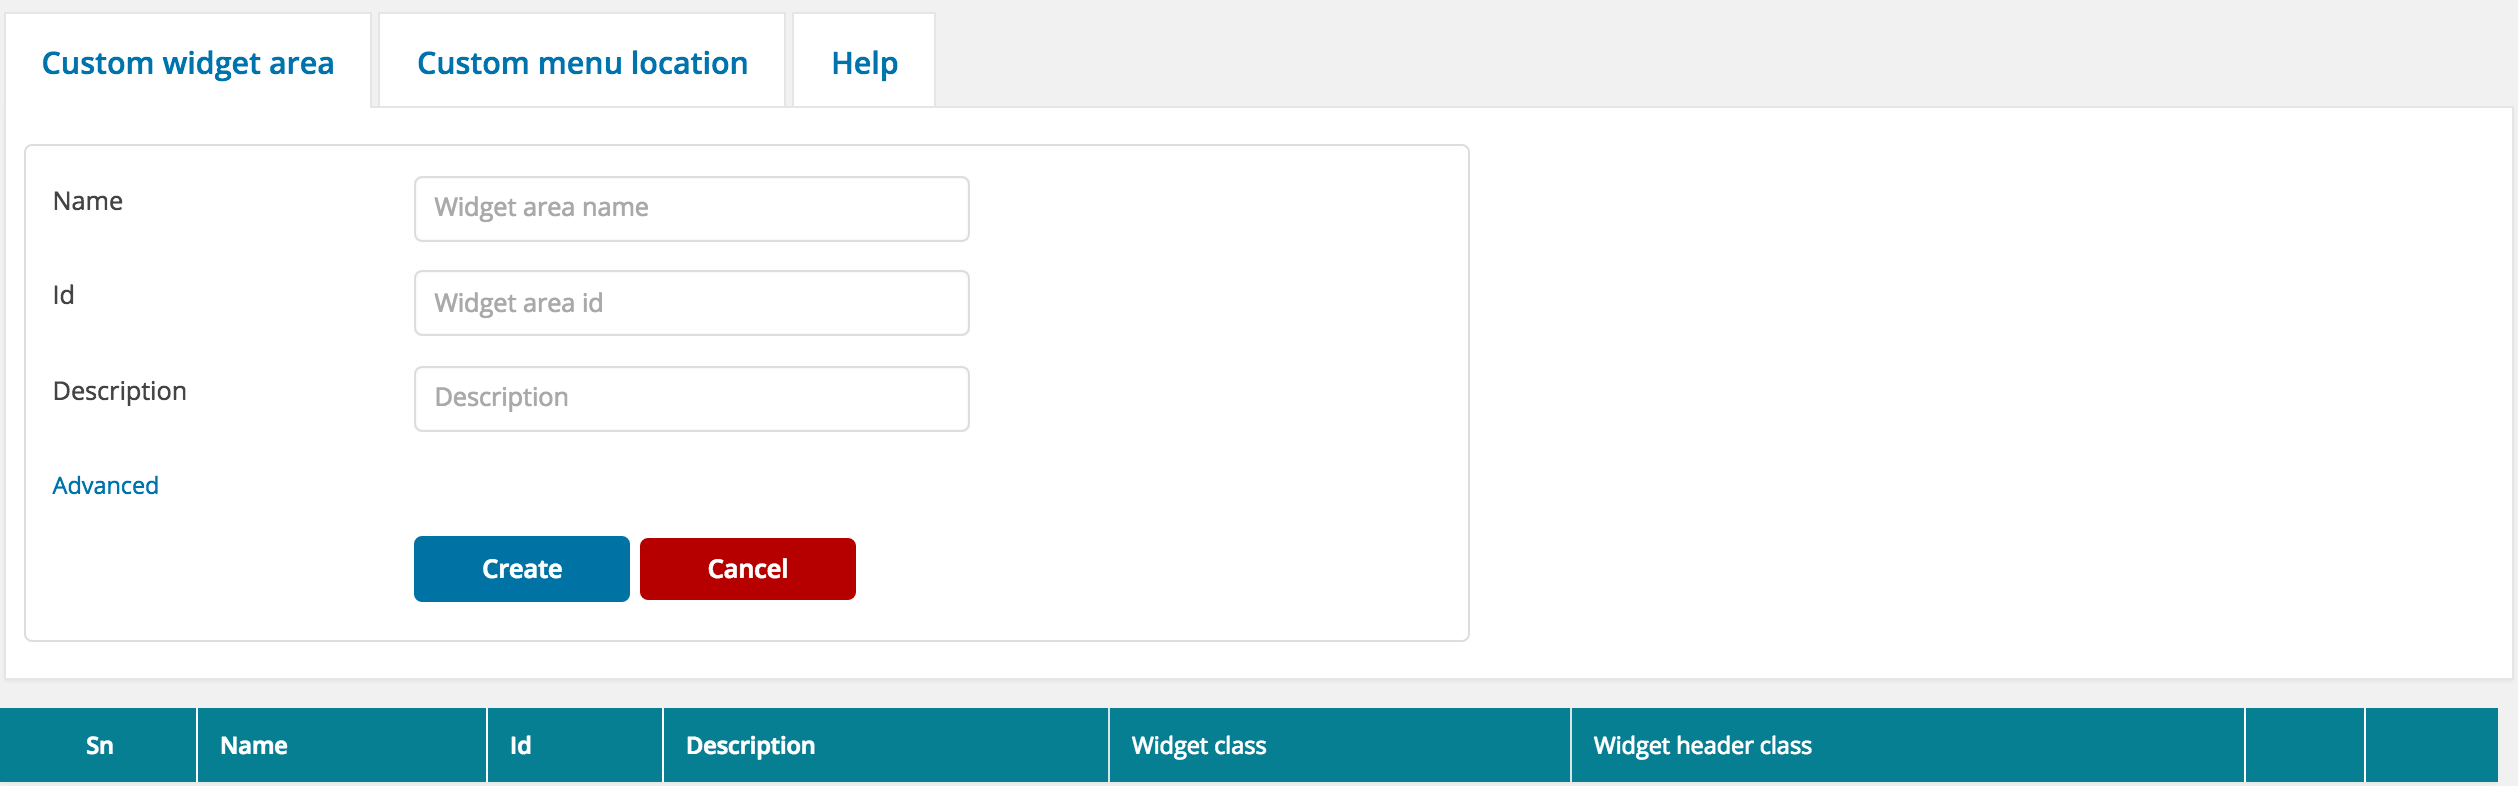 Custom widget area Custom menu location Help
Name Widget area name
Id Widget area id
Description Description
Advanced
Create Cancel
Sn Name Id Description Widget class Widget header class